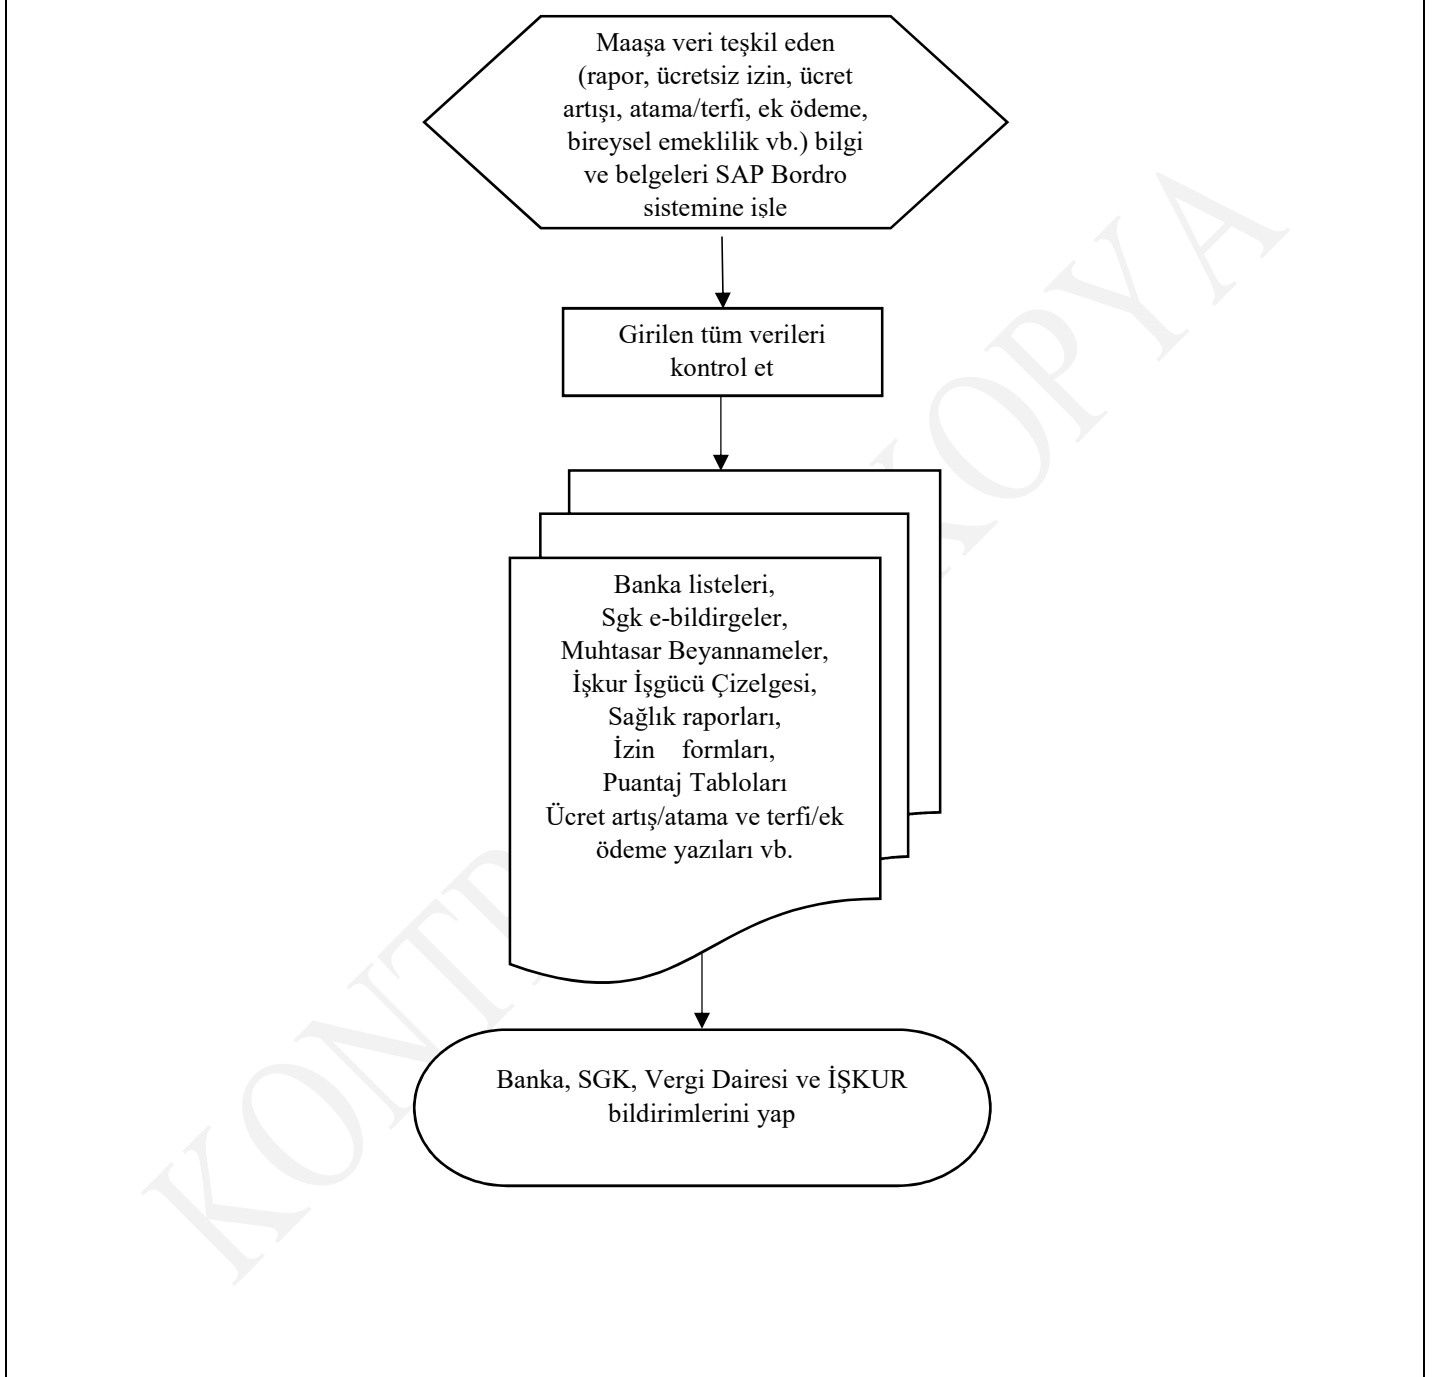 Maaşa veri teşkil eden
(rapor, ücretsiz izin, ücret
artışı, atama/terfi, ek ödeme,
bireysel emeklilik vb.) bilgi
ve belgeleri SAP Bordro
sistemine işle
Girilen tüm verileri
kontrol et
Banka listeleri,
Sgk e-bildirgeler,
Muhtasar Beyannameler,
İşkur İşgücü Çizelgesi,
Sağlık raporları,
İzin formları,
Puantaj Tabloları
Ücret artış/atama ve terfi/ek
ödeme yazıları vb.
Banka, SGK, Vergi Dairesi ve İŞKUR
bildirimlerini yap